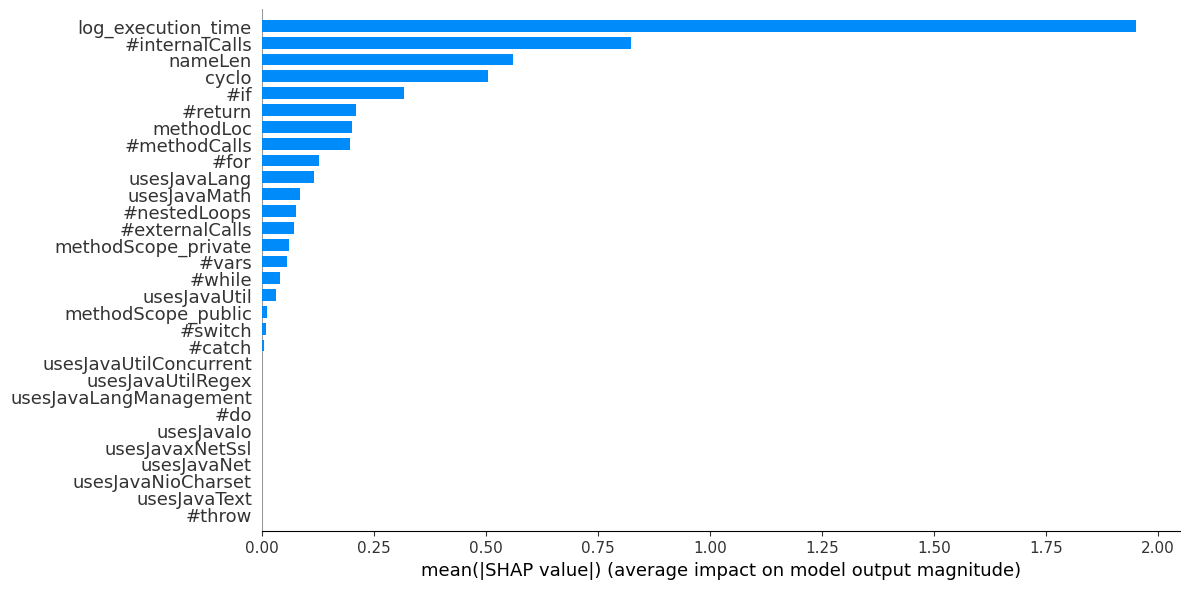 log_execution_time
#internalCalls
nameLen
cyclo
#if
#return
methodLoc
#methodCalls
#for
usesJavaLang
usesJavaMath
#nestedLoops
#externalCalls
methodScope_private
#vars
#while
usesJavaUtil
methodScope_public
#switch
#catch
usesJavaUtilConcurrent
usesJavaUtilRegex
usesJavaLangManagement
#do
usesJavaIo
usesJavaxNetSsl
usesJavaNet
usesJavaNioCharset
usesJavaText
#throw
0.00 0.25 0.50 0.75 1.00 1.25 1.50 1.75 2.00
mean(|SHAP value|) (average impact on model output magnitude)